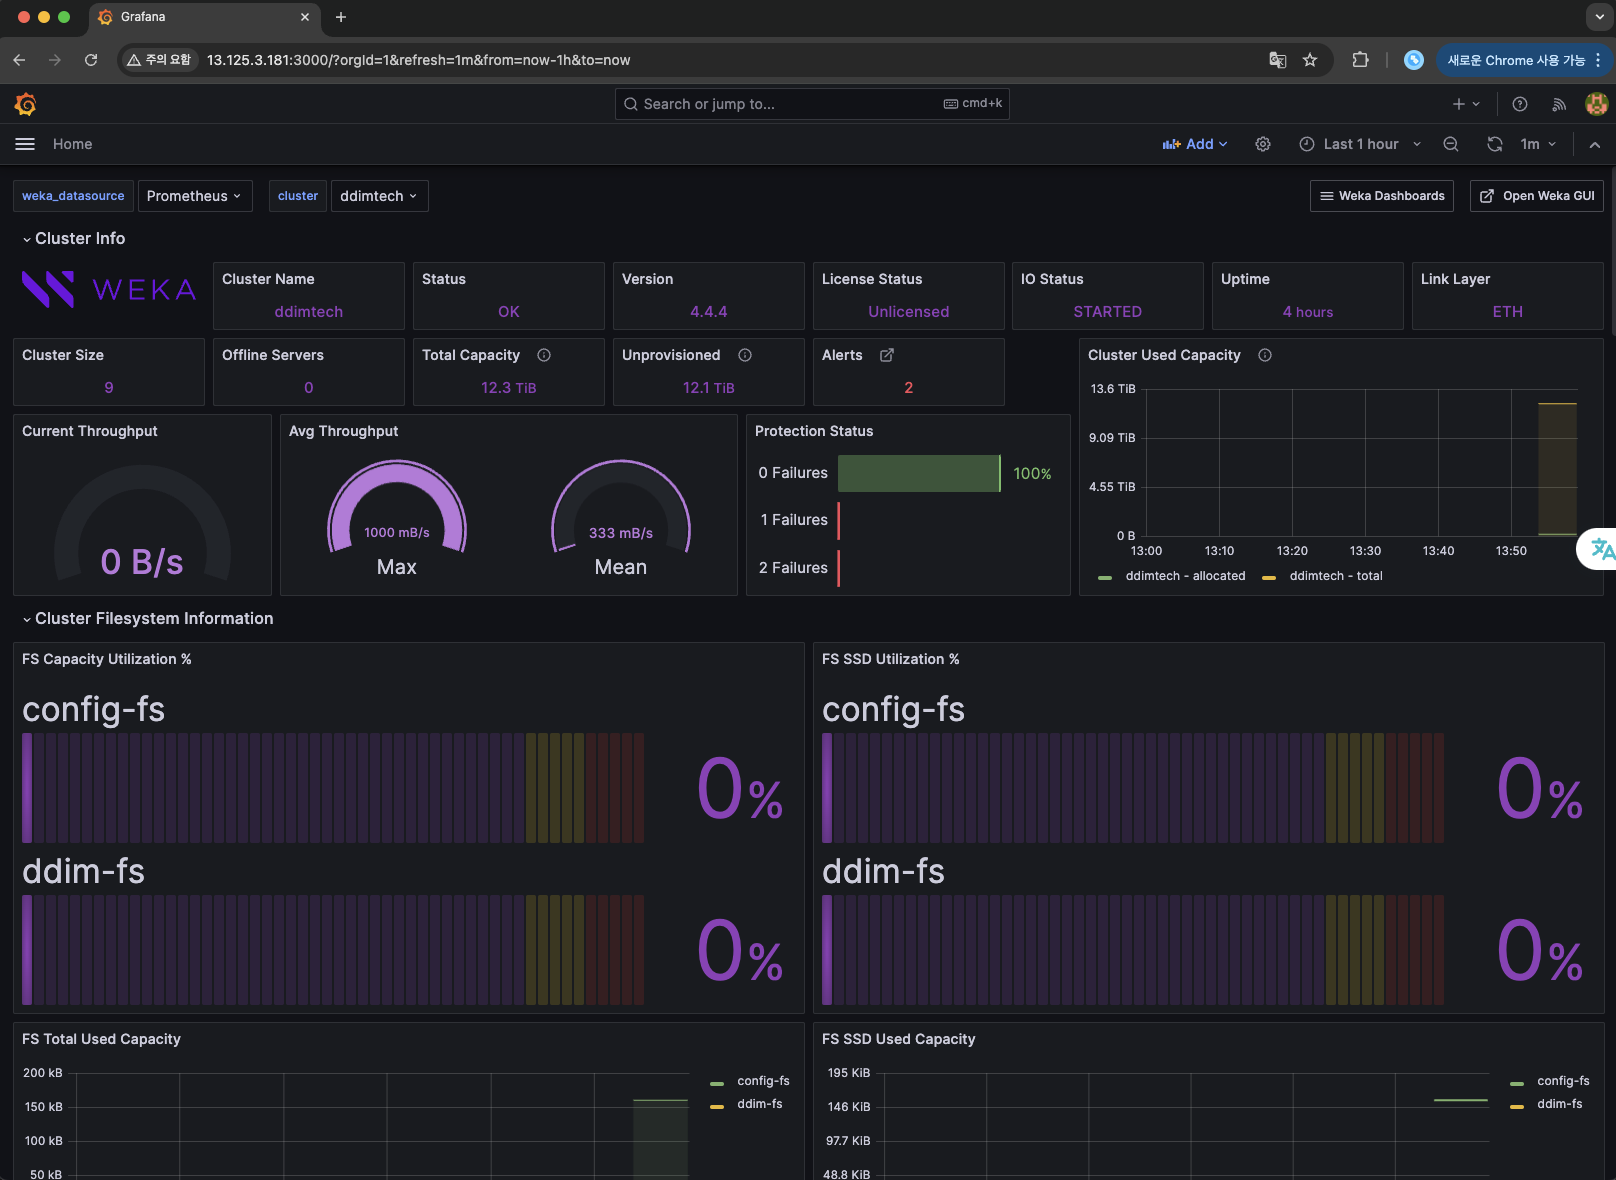 Grafana
주의 요함
13.125.3.181:3000/?orgId=1&refresh=1m&from=now-1h&to=now
새로운 Chrome 사용 가능
Search or jump to...
cmd+k
Home
Add
Last 1 hour
1m
weka_datasource
Prometheus
cluster
ddimtech
Weka Dashboards
Open Weka GUI
Cluster Info
WEKA
Cluster Name
ddimtech
Status
OK
Version
4.4.4
License Status
Unlicensed
IO Status
STARTED
Uptime
4 hours
Link Layer
ETH
Cluster Size
9
Offline Servers
0
Total Capacity
12.3 TiB
Unprovisioned
12.1 TiB
Alerts
2
Cluster Used Capacity
13.6 TiB
9.09 TiB
4.55 TiB
0 B
13:00
13:10
13:20
13:30
13:40
13:50
ddimtech - allocated
ddimtech - total
Current Throughput
0 B/s
Avg Throughput
1000 mB/s
Max
333 mB/s
Mean
Protection Status
0 Failures
100%
1 Failures
2 Failures
Cluster Filesystem Information
FS Capacity Utilization %
config-fs
0%
ddim-fs
0%
FS SSD Utilization %
config-fs
0%
ddim-fs
0%
FS Total Used Capacity
200 kB
150 kB
100 kB
50 kB
config-fs
ddim-fs
FS SSD Used Capacity
195 KiB
146 KiB
97.7 KiB
48.8 KiB
config-fs
ddim-fs